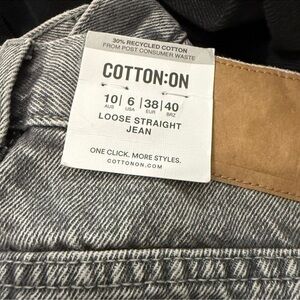 30% RECYCLED COTTON
FROM POST CONSUMER WASTE
COTTON:ON
10| 6 |38|40
AUS USA EUR BRZ
LOOSE STRAIGHT
JEAN
ONE CLICK. MORE STYLES.
COTTONON.COM